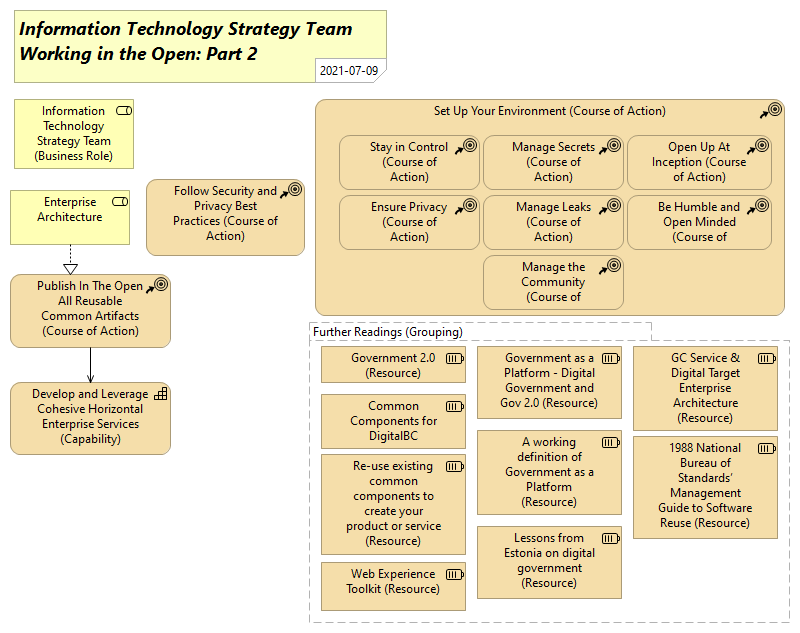 Information Technology Strategy Team
Working in the Open: Part 2
2021-07-09
Information
Technology
Strategy Team
(Business Role)
Enterprise
Architecture
Follow Security and
Privacy Best
Practices (Course of
Action)
Publish In The Open
All Reusable
Common Artifacts
(Course of Action)
Develop and Leverage
Cohesive Horizontal
Enterprise Services
(Capability)
Set Up Your Environment (Course of Action)
Stay in Control
(Course of
Action)
Manage Secrets
(Course of
Action)
Open Up At
Inception (Course
of Action)
Ensure Privacy
(Course of
Action)
Manage Leaks
(Course of
Action)
Be Humble and
Open Minded
(Course of
Manage the
Community
(Course of
Further Readings (Grouping)
Government 2.0
(Resource)
Common
Components for
DigitalBC
Re-use existing
common
components to
create your
product or service
(Resource)
Web Experience
Toolkit (Resource)
Government as a
Platform - Digital
Government and
Gov 2.0 (Resource)
A working
definition of
Government as a
Platform
(Resource)
Lessons from
Estonia on digital
government
(Resource)
GC Service &
Digital Target
Enterprise
Architecture
(Resource)
1988 National
Bureau of
Standards'
Management
Guide to Software
Reuse (Resource)